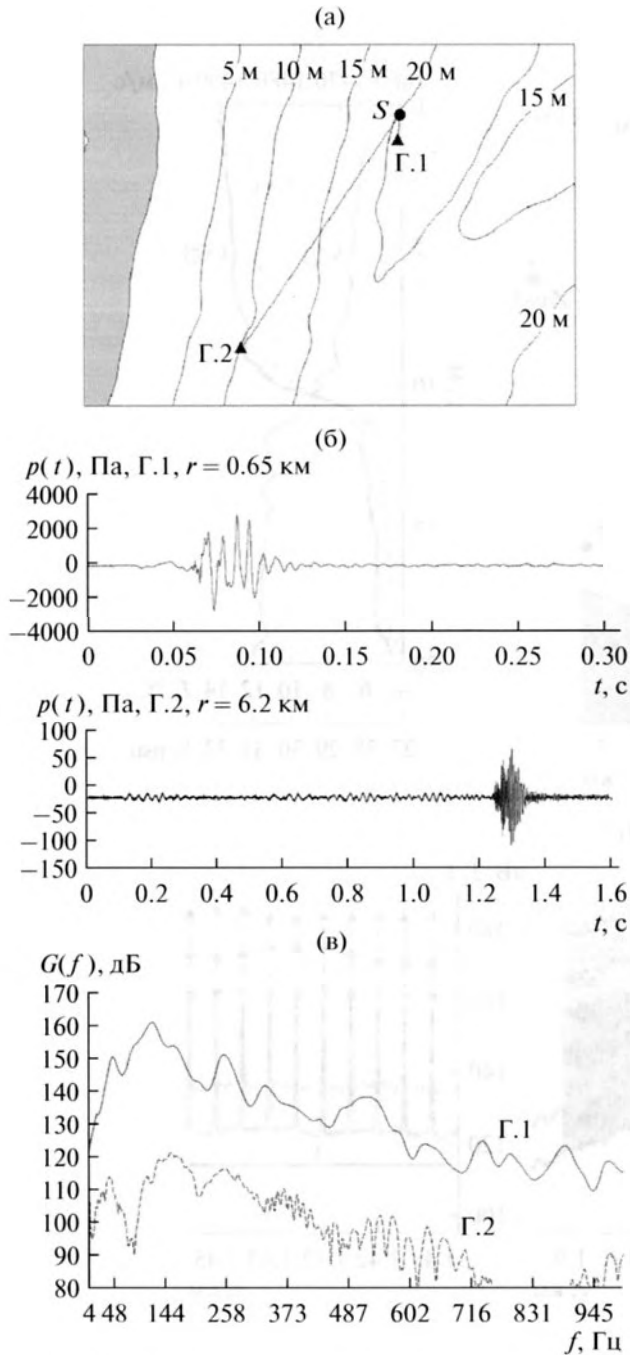 (а)
5 м 10 м 15 м 20 м
15 м
S
Г.1
20 м
Г.2
(б)
p(t), Па, Г.1, r = 0.65 км
4000
2000
0
−2000
−4000
0 0.05 0.10 0.15 0.20 0.25 0.30
t, с
p(t), Па, Г.2, r = 6.2 км
100
50
0
−50
−100
−150
0 0.2 0.4 0.6 0.8 1.0 1.2 1.4 1.6
t, с
(в)
G(f), дБ
170
160
150
140
130
120
110
100
90
80
Г.1
Г.2
4 48 144 258 373 487 602 716 831 945
f, Гц